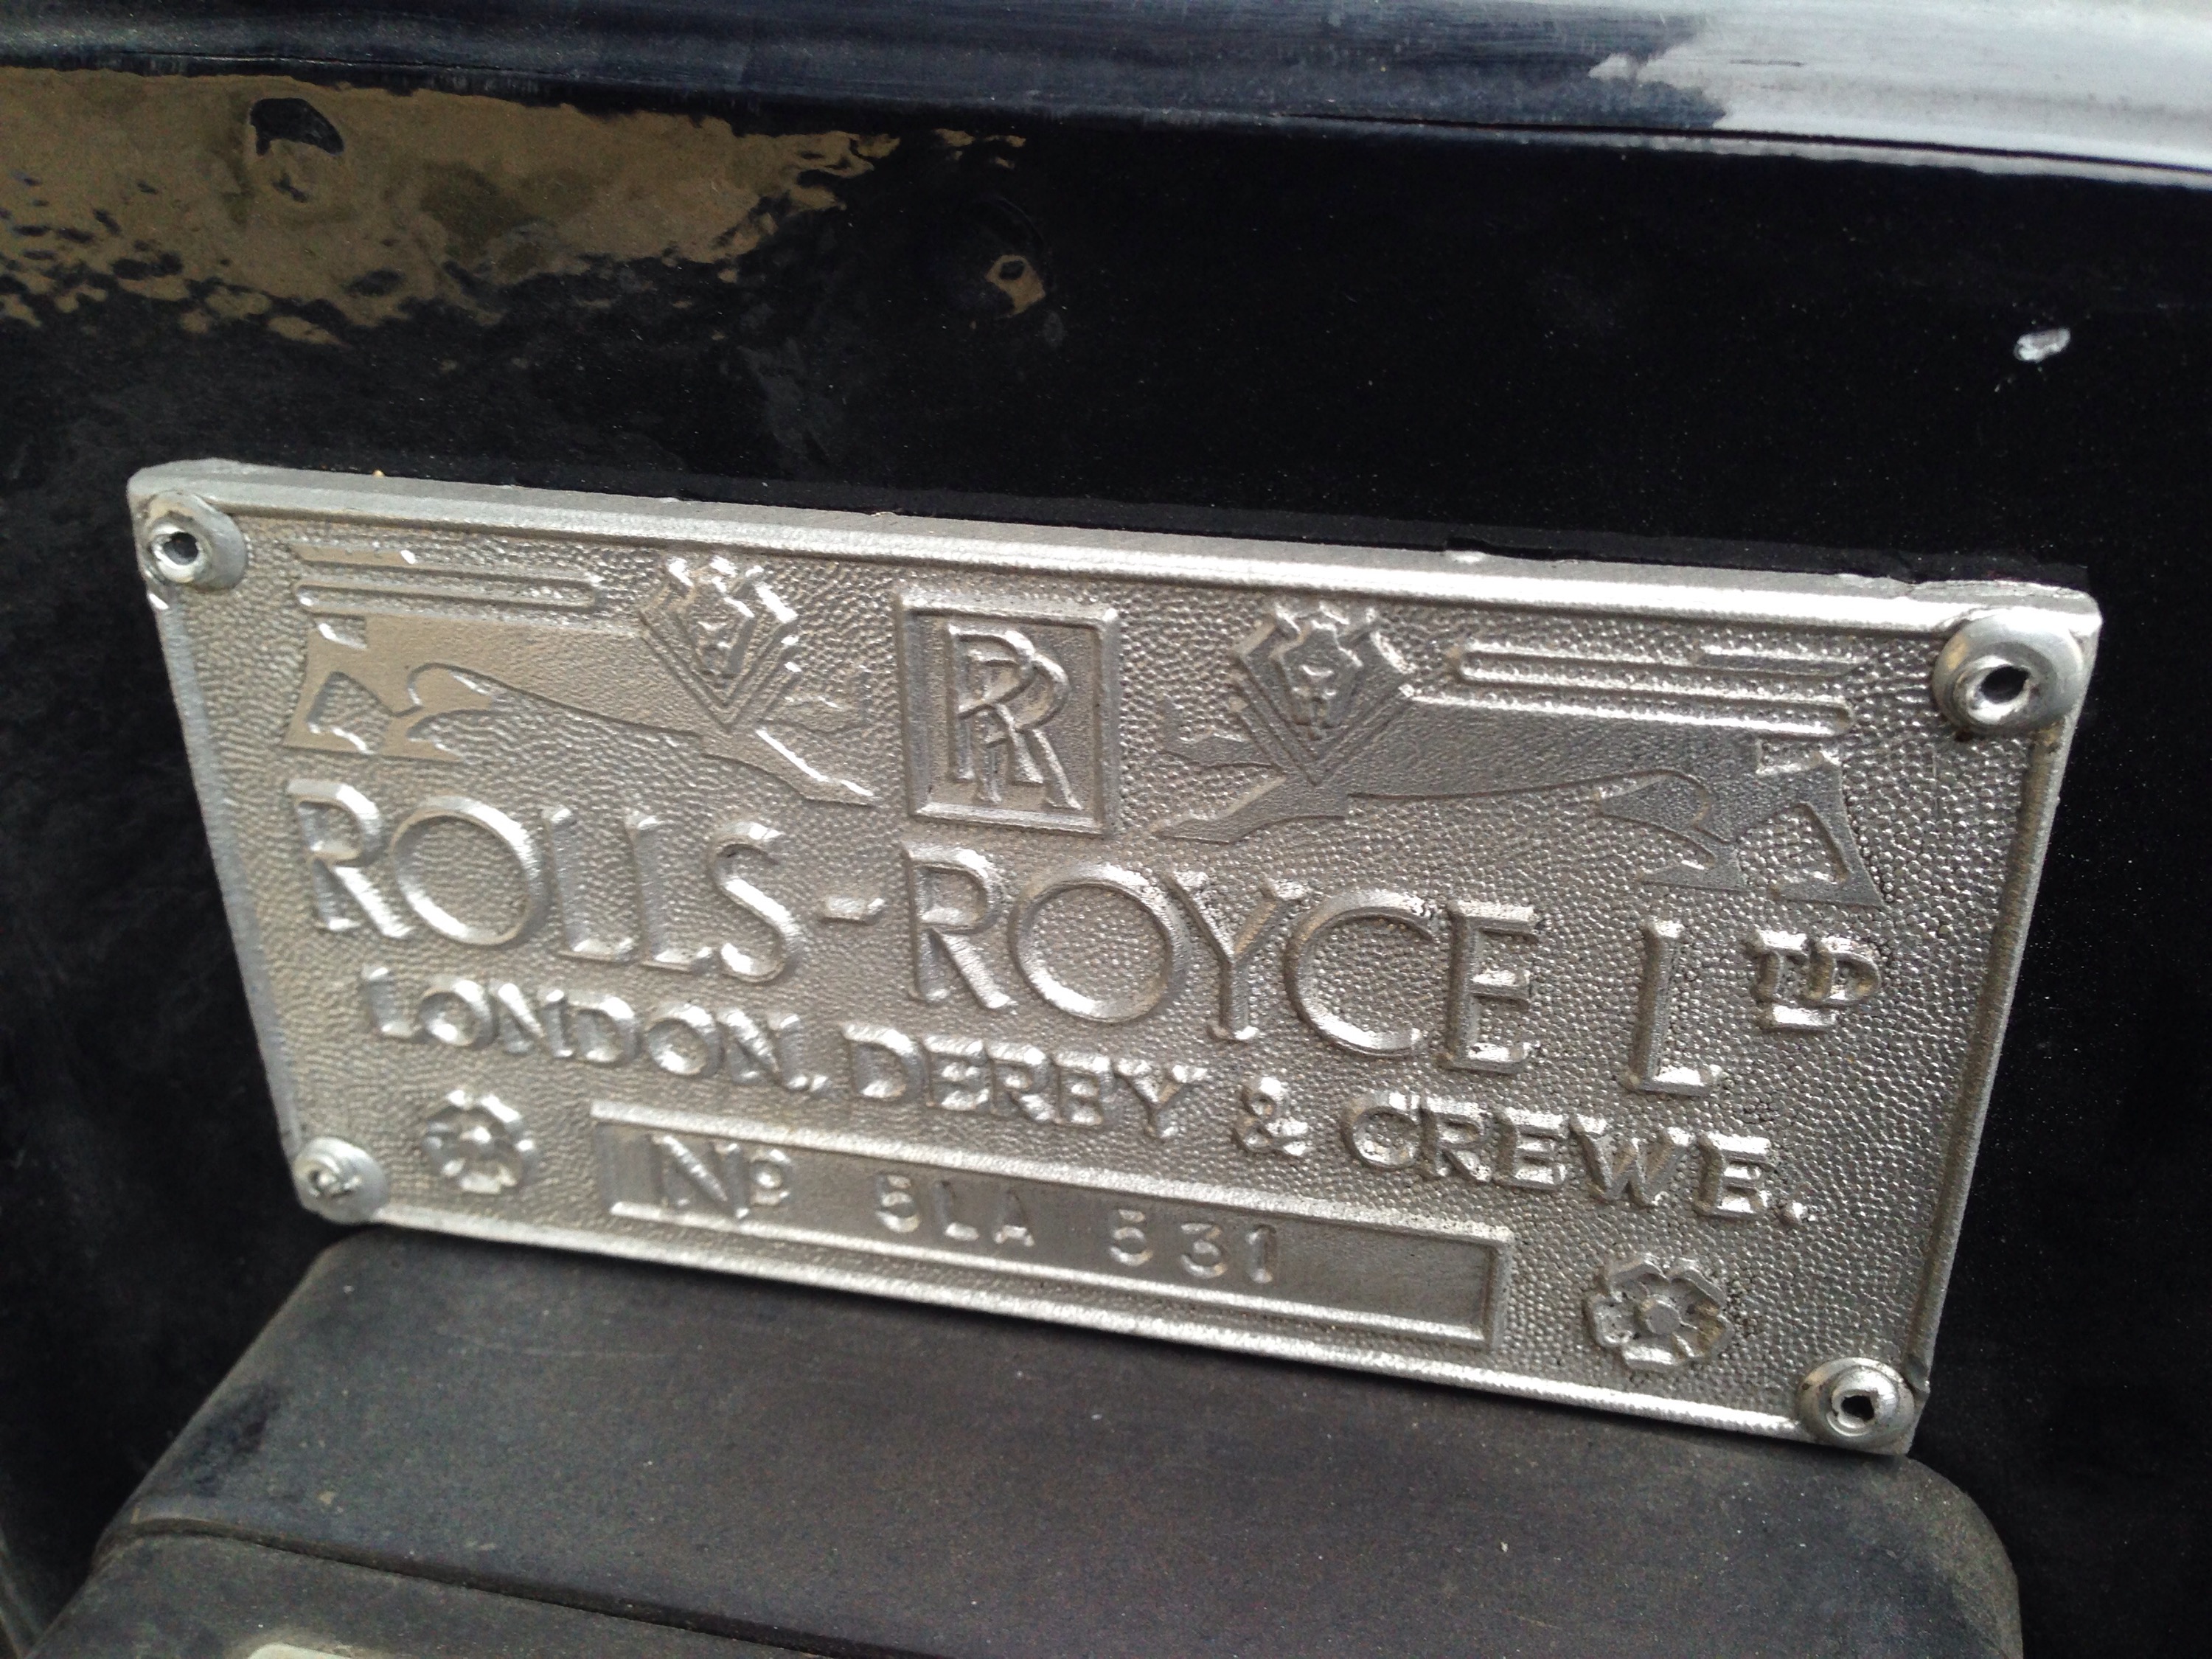 RR
ROLLS-ROYCE LTD
LONDON, DERBY & CREWE.
No 5LA 531